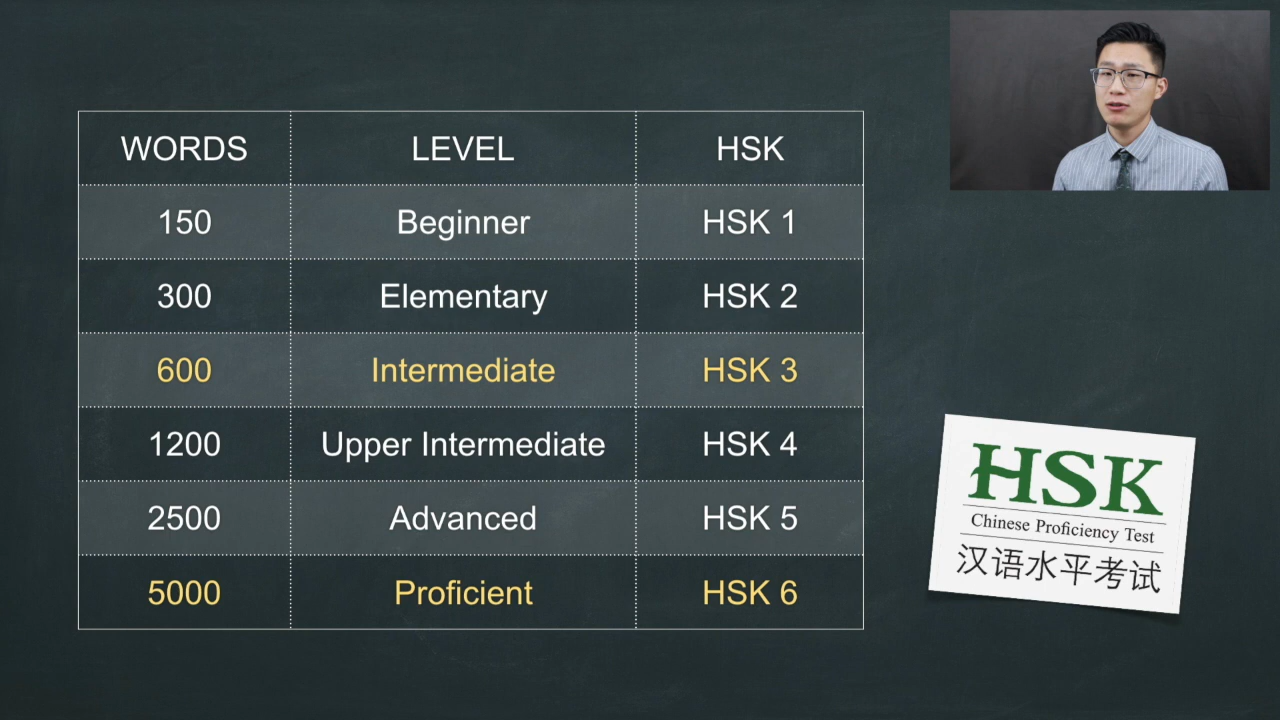 WORDS LEVEL HSK
150 Beginner HSK 1
300 Elementary HSK 2
600 Intermediate HSK 3
1200 Upper Intermediate HSK 4
2500 Advanced HSK 5
5000 Proficient HSK 6
HSK
Chinese Proficiency Test
汉语水平考试